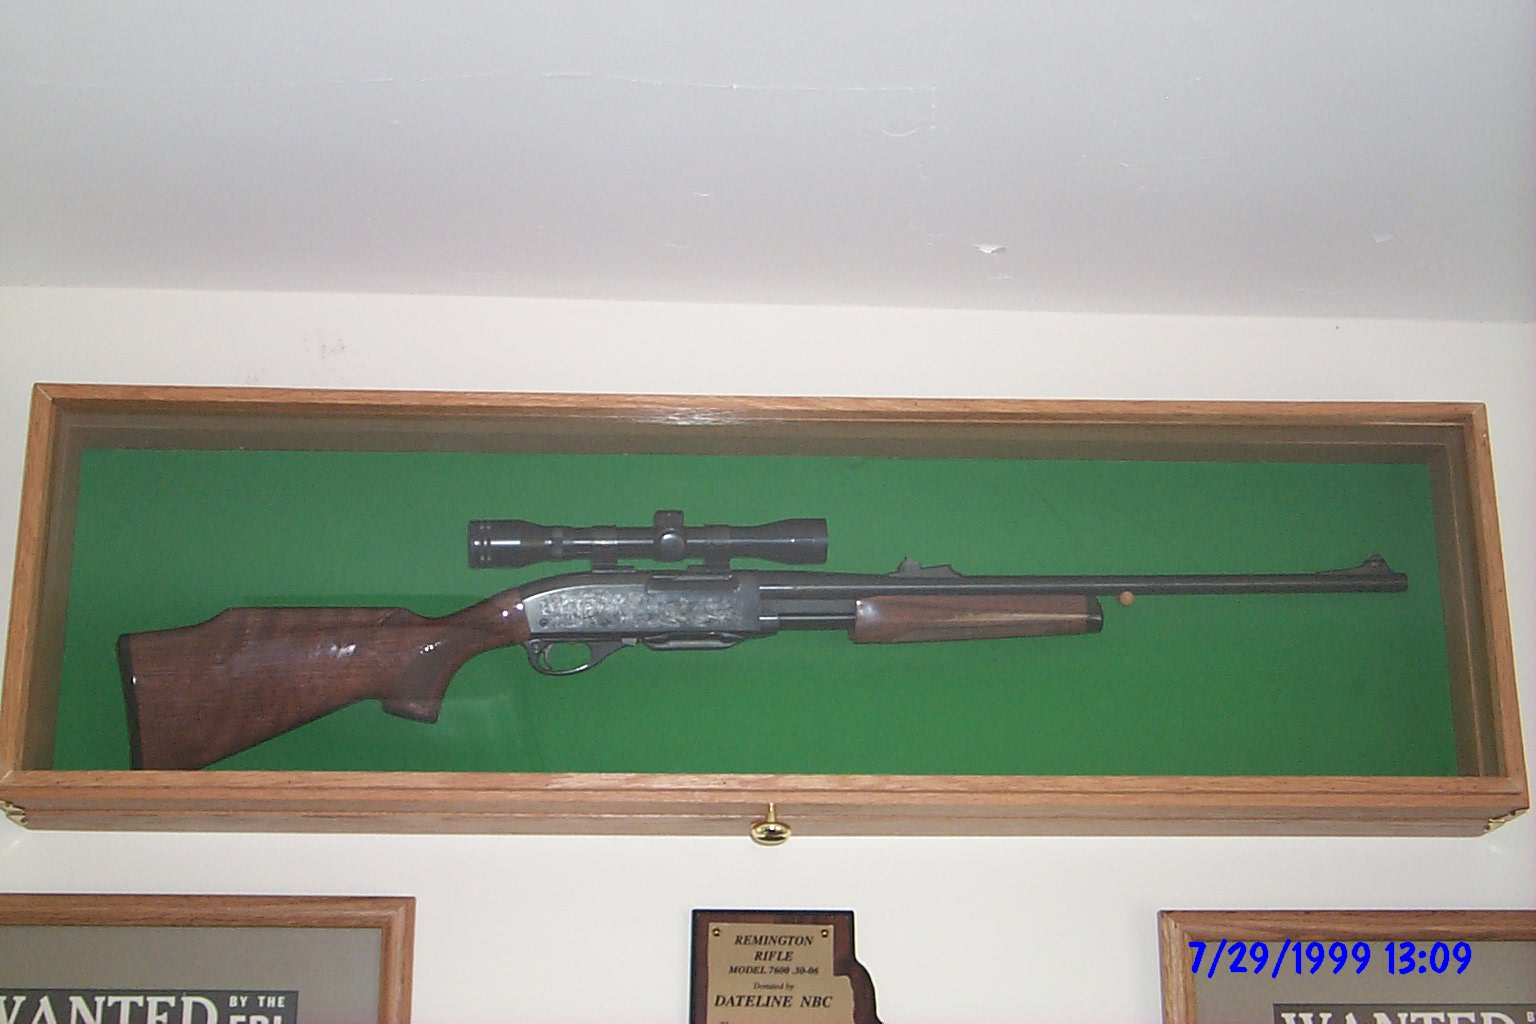 WANTED BY THE
FBI
REMINGTON
RIFLE
MODEL 7600 .30-06
Donated by
DATELINE NBC
7/29/1999 13:09
WANTED